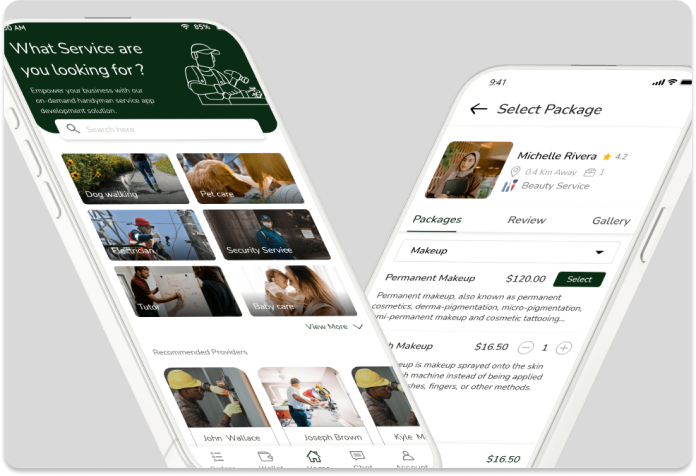 :00 AM
85%
What Service are
you looking for ?
Empower your business with our
on-demand handyman service app
development solution.
Search here
Dog walking
Pet care
Electrician
Security Service
Tutor
Baby care
View More
Recommended Providers
John Wallace
Joseph Brown
Kyle M
Wallet
Home
Chat
Account
9:41
Select Package
Michelle Rivera 4.2
0.4 Km Away 1
Beauty Service
Packages
Review
Gallery
Makeup
Permanent Makeup $120.00 Select
Permanent makeup, also known as permanent
cosmetics, derma-pigmentation, micro-pigmentation,
mi-permanent makeup and cosmetic tattooing...
h Makeup $16.50 1
eup is makeup sprayed onto the skin
h machine instead of being applied
shes, fingers, or other methods.
$16.50